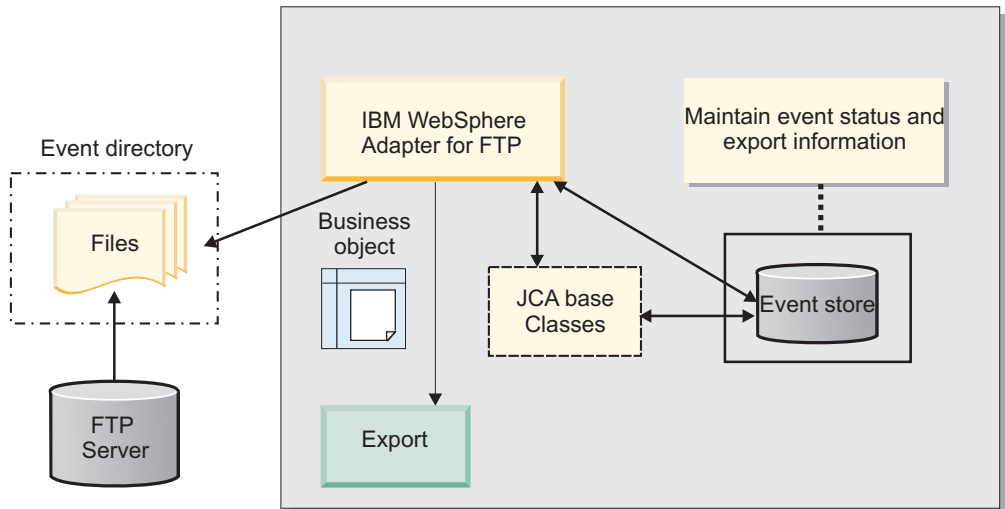 Event directory
Files
FTP
Server
IBM WebSphere
Adapter for FTP
Business
object
Export
JCA base
Classes
Maintain event status and
export information
Event store